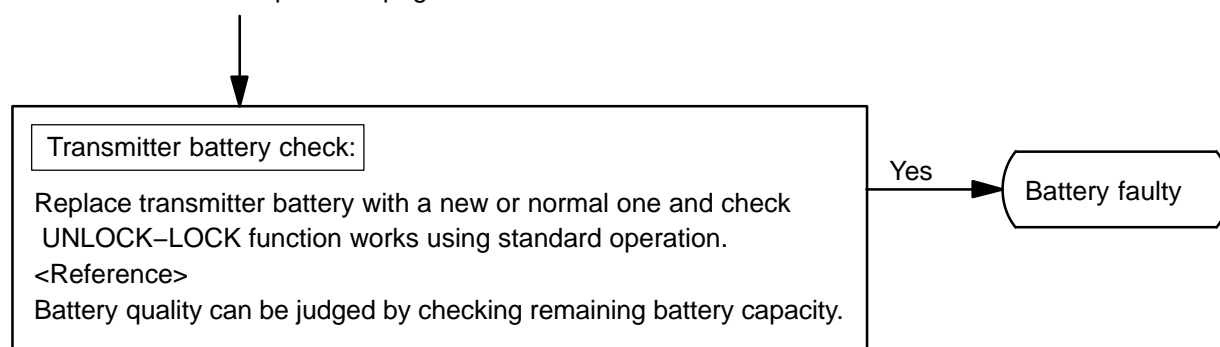 Transmitter battery check:
Replace transmitter battery with a new or normal one and check
UNLOCK−LOCK function works using standard operation.
<Reference>
Battery quality can be judged by checking remaining battery capacity.
Yes
Battery faulty